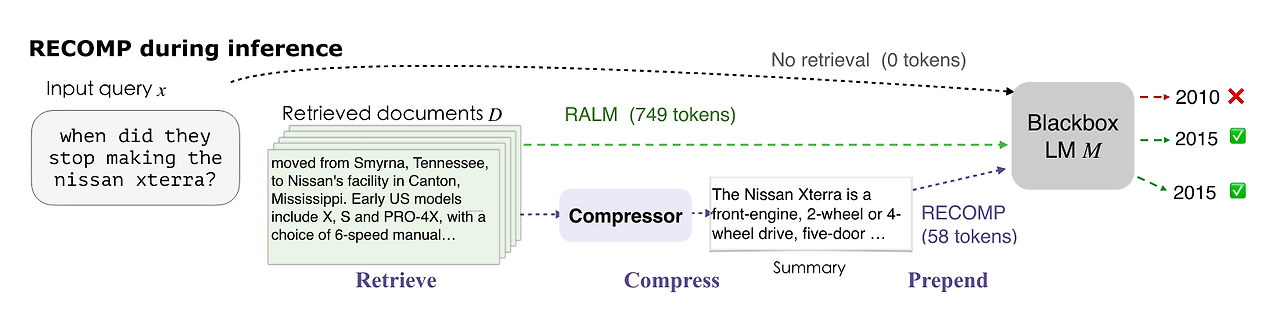 RECOMP during inference
No retrieval (0 tokens)
Input query x
when did they
stop making the
nissan xterra?
Retrieved documents D
moved from Smyrna, Tennessee,
to Nissan's facility in Canton,
Mississippi. Early US models
include X, S and PRO-4X, with a
choice of 6-speed manual...
RALM (749 tokens)
Compressor
The Nissan Xterra is a
front-engine, 2-wheel or 4-
wheel drive, five-door ...
Summary
RECOMP
(58 tokens)
Blackbox
LM M
2010
2015
2015
Retrieve
Compress
Prepend